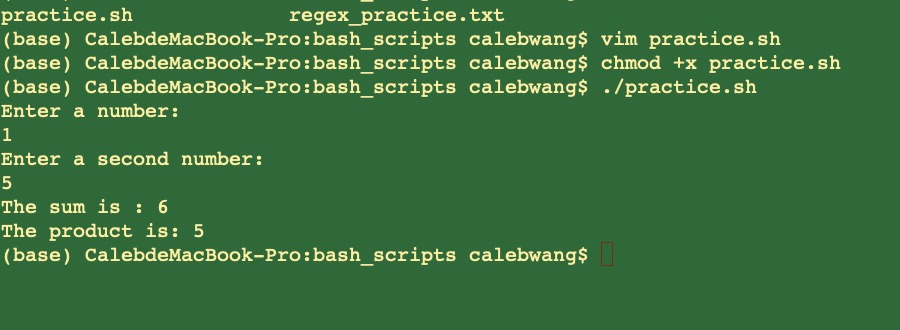 practice.sh regex_practice.txt
(base) CalebdeMacBook-Pro:bash_scripts calebwang$ vim practice.sh
(base) CalebdeMacBook-Pro:bash_scripts calebwang$ chmod +x practice.sh
(base) CalebdeMacBook-Pro:bash_scripts calebwang$ ./practice.sh
Enter a number:
1
Enter a second number:
5
The sum is : 6
The product is: 5
(base) CalebdeMacBook-Pro:bash_scripts calebwang$